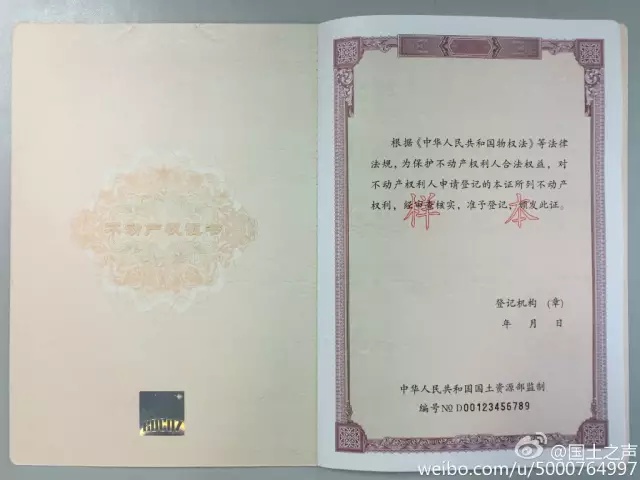 不动产权证书
根据《中华人民共和国物权法》等法律
法规，为保护不动产权利人合法权益，对
不动产权利人申请登记的本证所列不动产
权利，经审查核实，准予登记，颁发此证。
样本
登记机构 （章）
年 月 日
中华人民共和国国土资源部监制
编号№D00123456789
@国土之声
weibo.com/u/5000764997